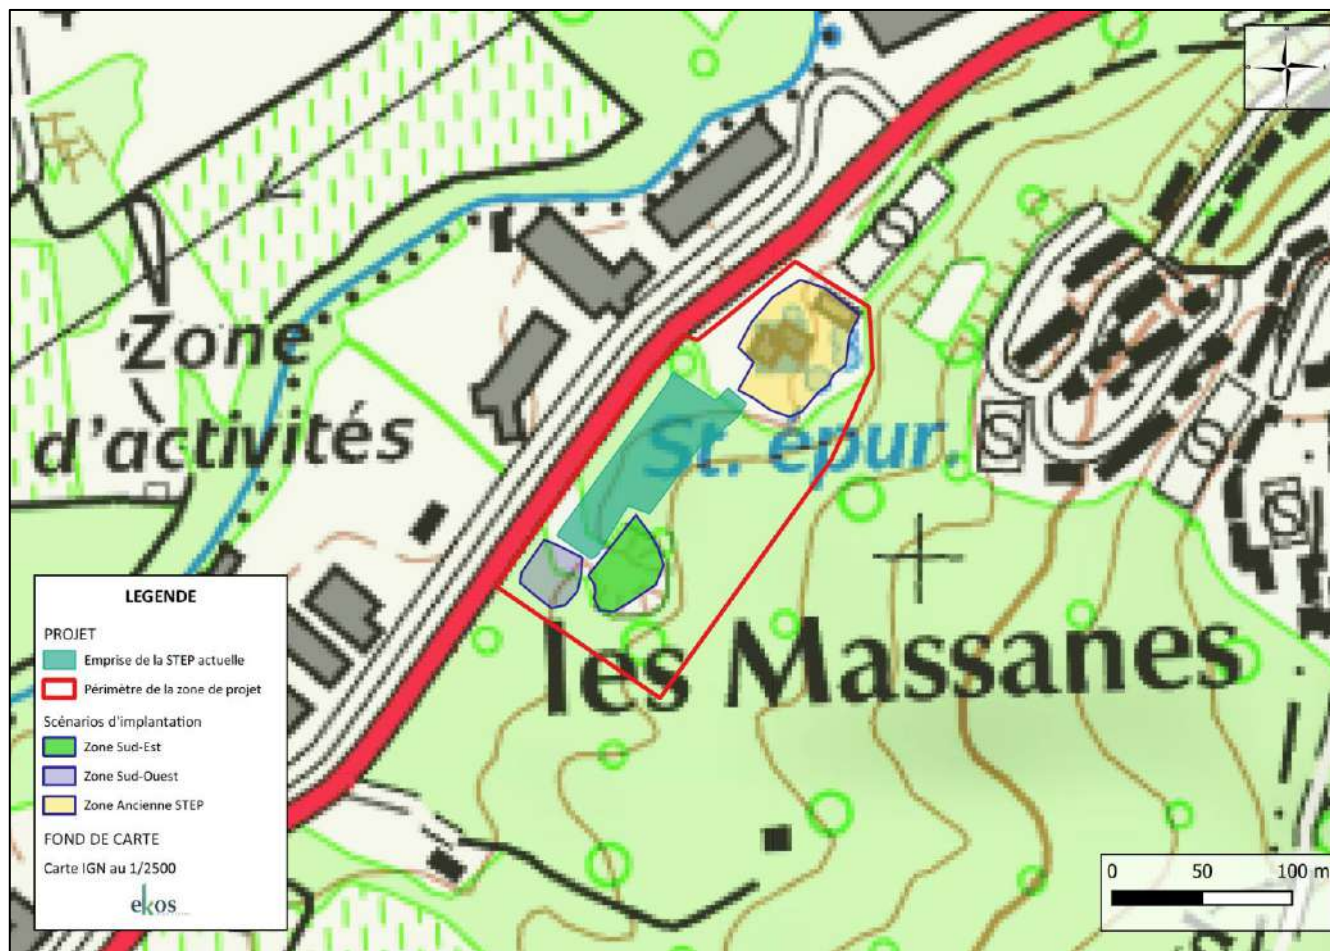 Zone
d'activités
St. épur.
les Massanes
LEGENDE
PROJET
Emprise de la STEP actuelle
Périmètre de la zone de projet
Scénarios d'implantation
Zone Sud-Est
Zone Sud-Ouest
Zone Ancienne STEP
FOND DE CARTE
Carte IGN au 1/2500
ekos
0 50 100 m